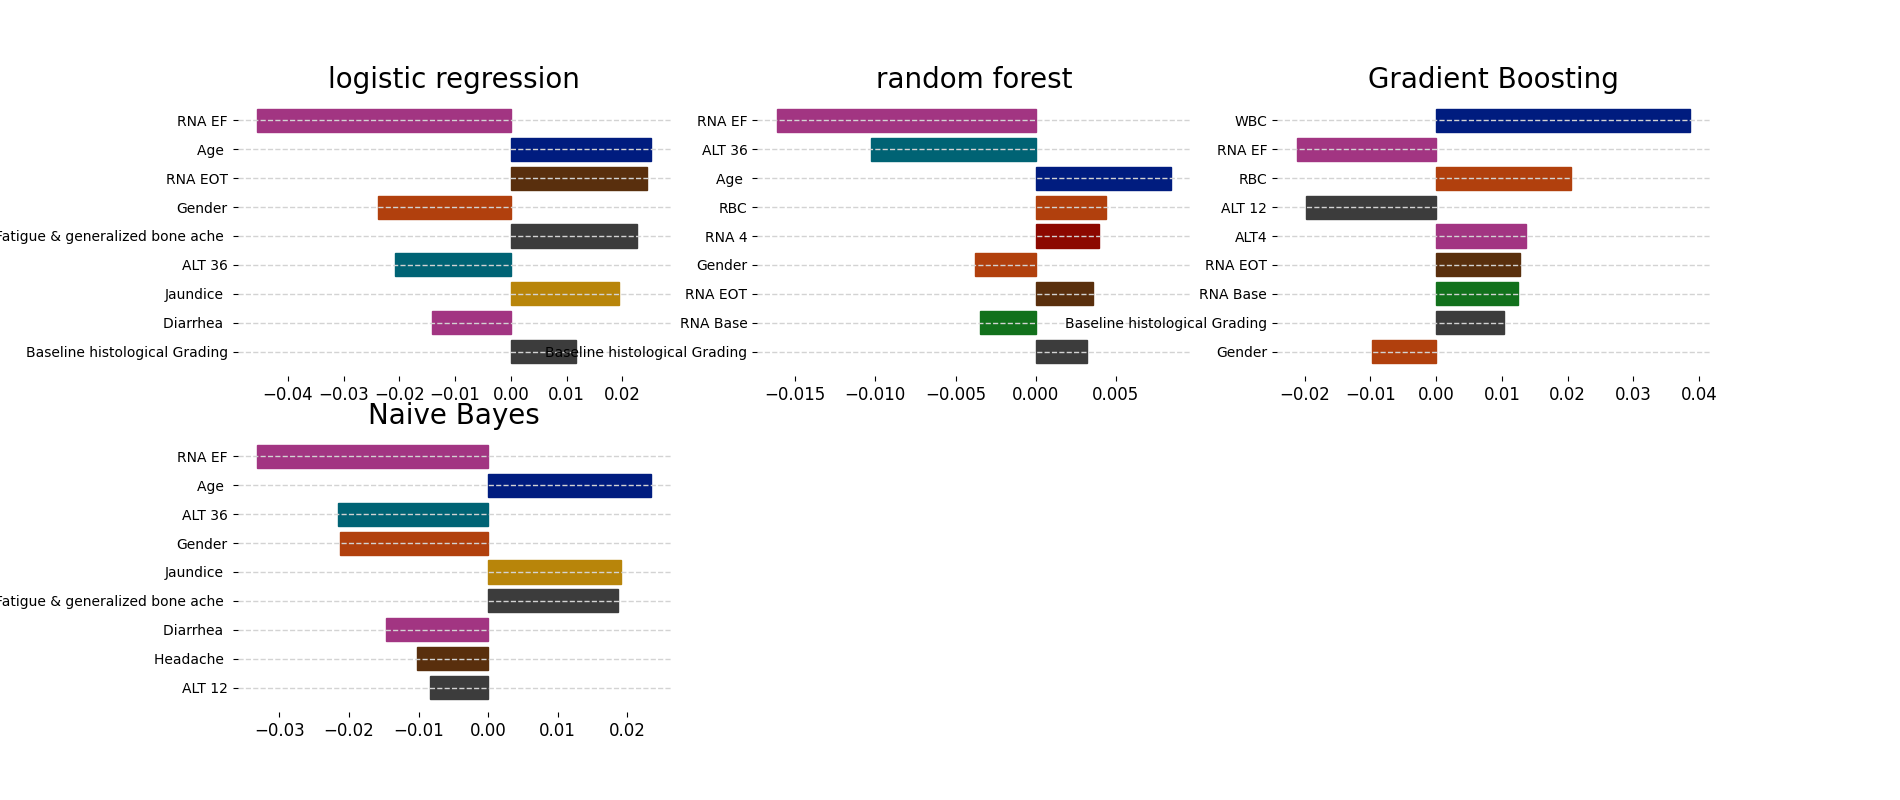 logistic regression
RNA EF
Age
RNA EOT
Gender
Fatigue & generalized bone ache
ALT 36
Jaundice
Diarrhea
Baseline histological Grading
−0.04 −0.03 −0.02 −0.01 0.00 0.01 0.02
random forest
RNA EF
ALT 36
Age
RBC
RNA 4
Gender
RNA EOT
RNA Base
Baseline histological Grading
−0.015 −0.010 −0.005 0.000 0.005
Gradient Boosting
WBC
RNA EF
RBC
ALT 12
ALT4
RNA EOT
RNA Base
Baseline histological Grading
Gender
−0.02 −0.01 0.00 0.01 0.02 0.03 0.04
Naive Bayes
RNA EF
Age
ALT 36
Gender
Jaundice
Fatigue & generalized bone ache
Diarrhea
Headache
ALT 12
−0.03 −0.02 −0.01 0.00 0.01 0.02